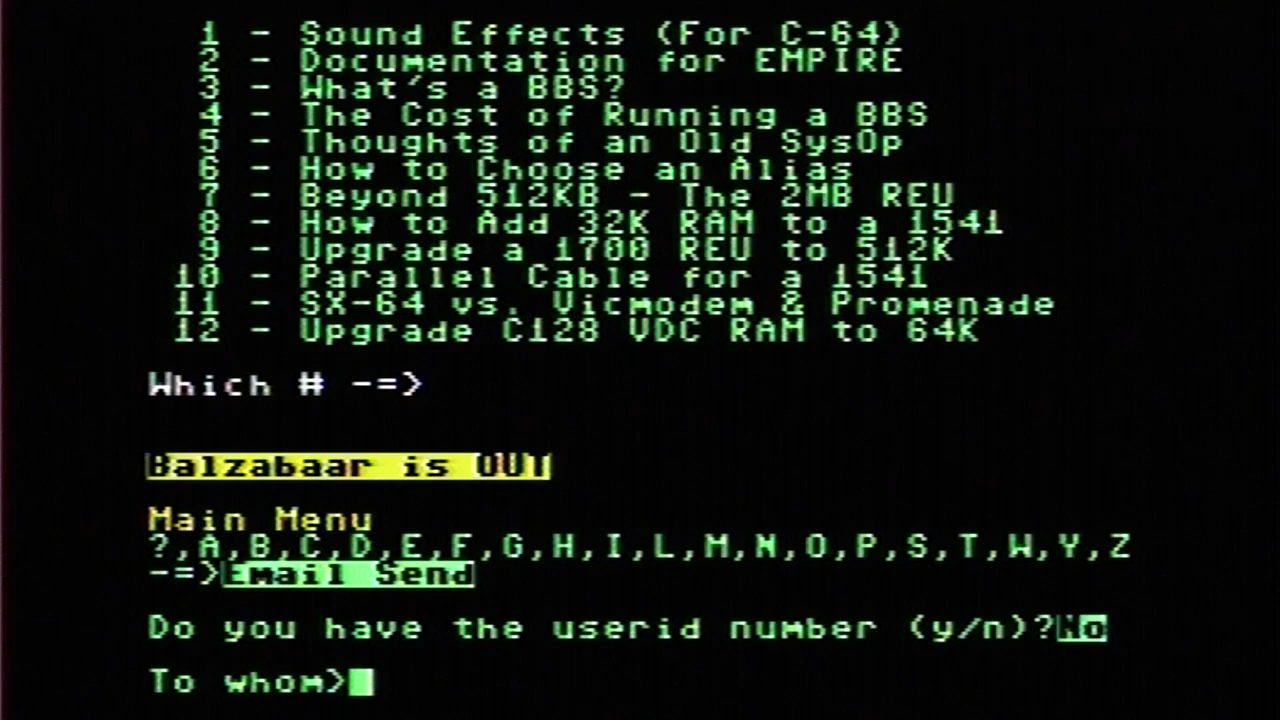 1 - Sound Effects (For C-64)
2 - Documentation for EMPIRE
3 - What's a BBS?
4 - The Cost of Running a BBS
5 - Thoughts of an Old SysOp
6 - How to Choose an Alias
7 - Beyond 512KB - The 2MB REU
8 - How to Add 32K RAM to a 1541
9 - Upgrade a 1700 REU to 512K
10 - Parallel Cable for a 1541
11 - SX-64 vs. Vicmodem & Promenade
12 - Upgrade C128 VDC RAM to 64K
Which # -=>
Balzabaar is OUT
Main Menu
?,A,B,C,D,E,F,G,H,I,L,M,N,O,P,S,T,W,Y,Z
-=>Email Send
Do you have the userid number (y/n)?No
To whom>